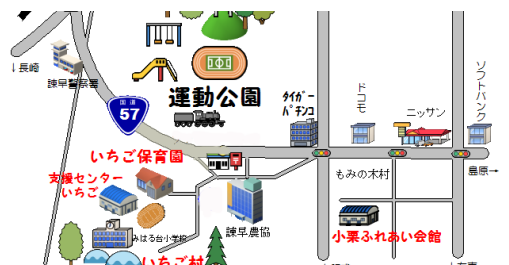 ↓長崎
諫早警察署
国道
57
運動公園
タイガー
パチンコ
ドコモ
ニッサン
ソフトバンク
いちご保育園
支援センター
いちご
もみの木村
島原→
みはる台小学校
諫早農協
小栗ふれあい会館
いちご村